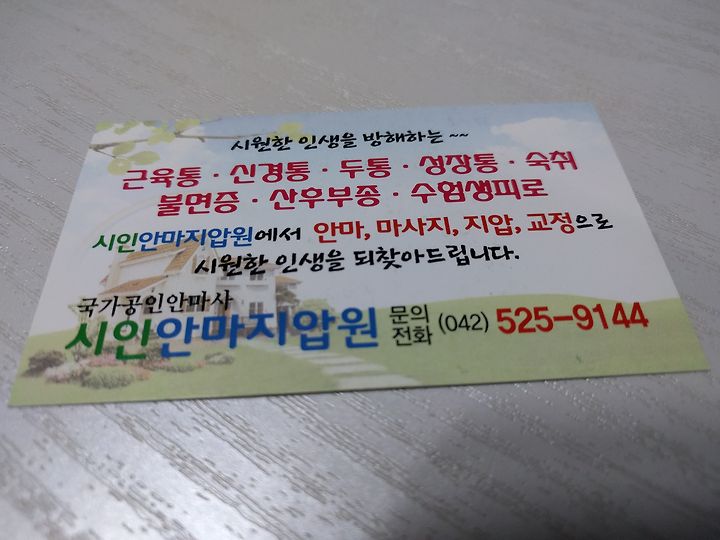 시원한 인생을 방해하는 ~~
근육통 · 신경통 · 두통 · 성장통 · 숙취
불면증 · 산후부종 · 수험생피로
시인안마지압원에서 안마, 마사지, 지압, 교정으로
시원한 인생을 되찾아드립니다.
국가공인안마사
시인안마지압원 문의전화 (042) 525-9144